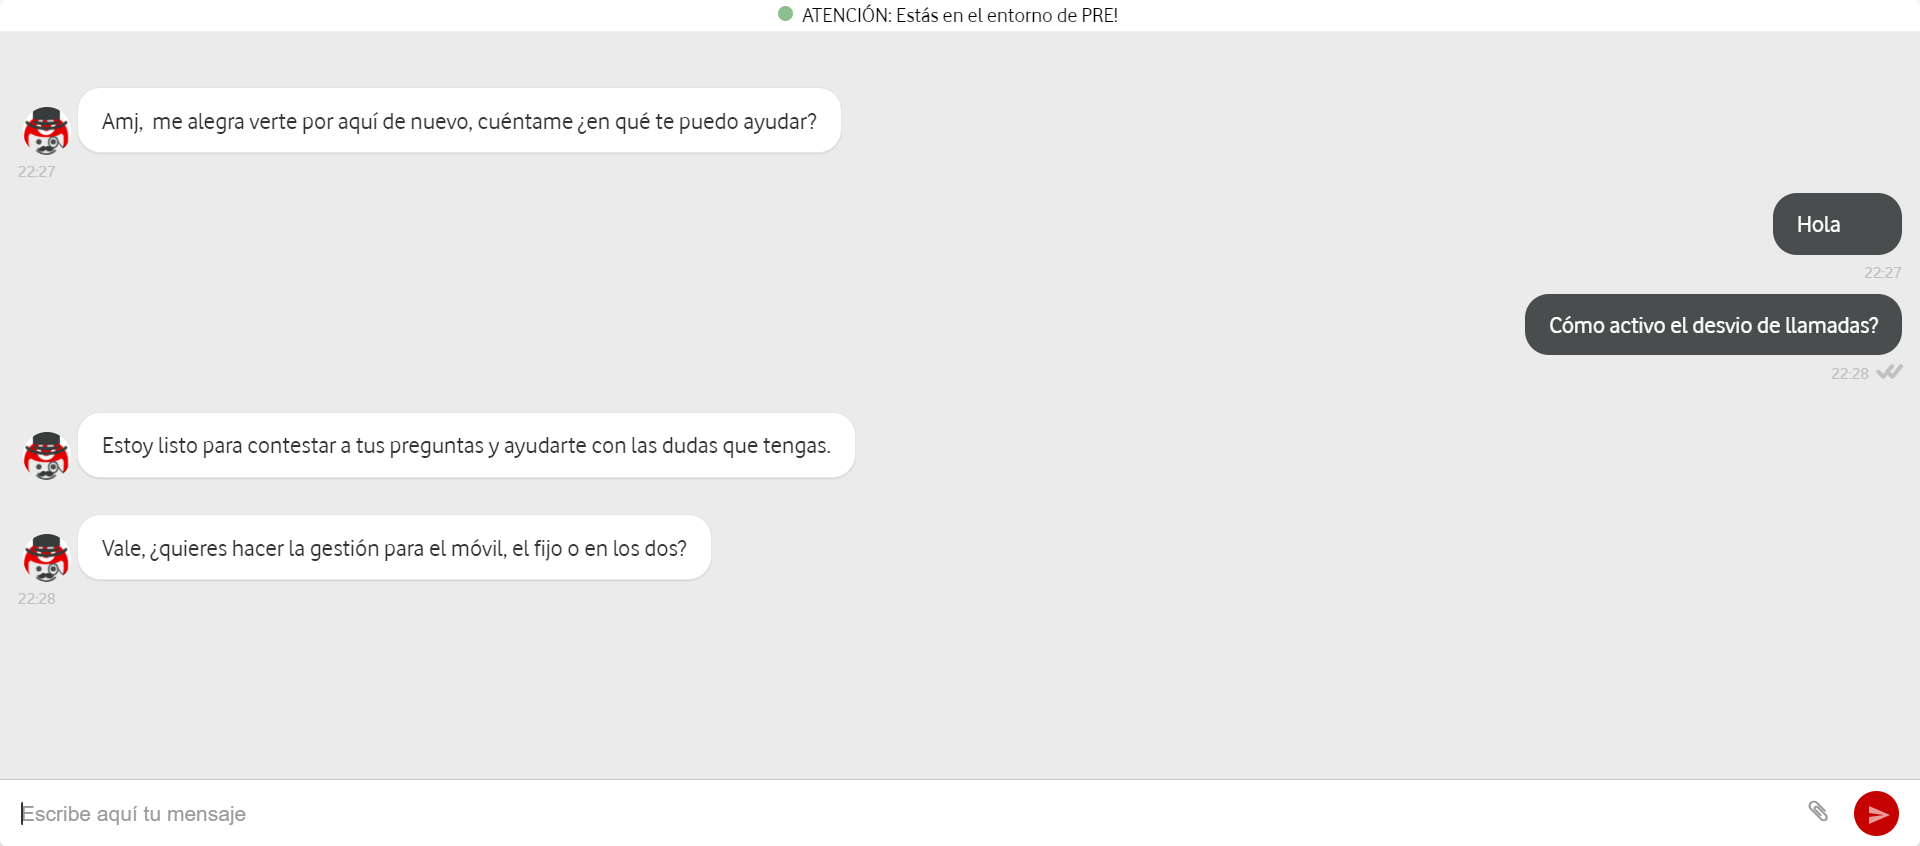 ATENCIÓN: Estás en el entorno de PRE!
Amj,  me alegra verte por aquí de nuevo, cuéntame ¿en qué te puedo ayudar?
22:27
Hola
22:27
Cómo activo el desvio de llamadas?
22:28
Estoy listo para contestar a tus preguntas y ayudarte con las dudas que tengas.
Vale, ¿quieres hacer la gestión para el móvil, el fijo o en los dos?
22:28
Escribe aquí tu mensaje